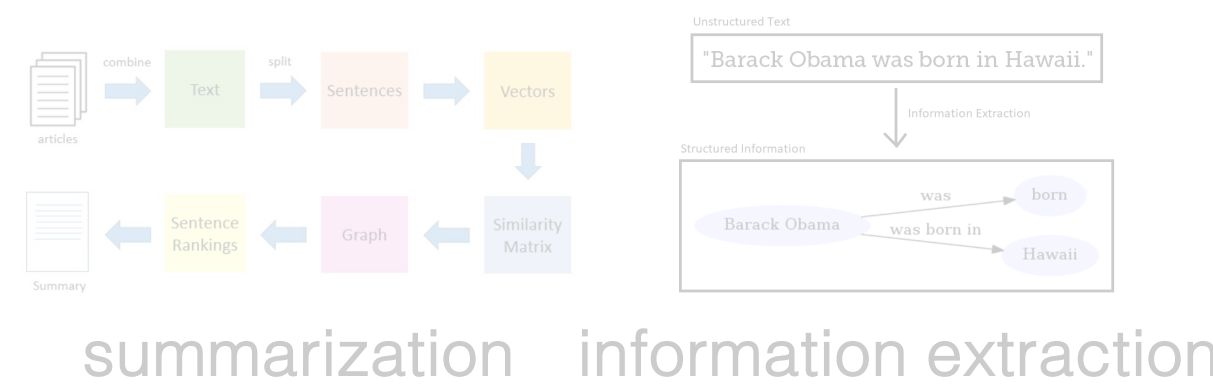 combine
split
Text
Sentences
Vectors
articles
Sentence
Rankings
Graph
Similarity
Matrix
Summary
Unstructured Text
"Barack Obama was born in Hawaii."
Information Extraction
Structured Information
was
born
Barack Obama
was born in
Hawaii
summarization
information extraction